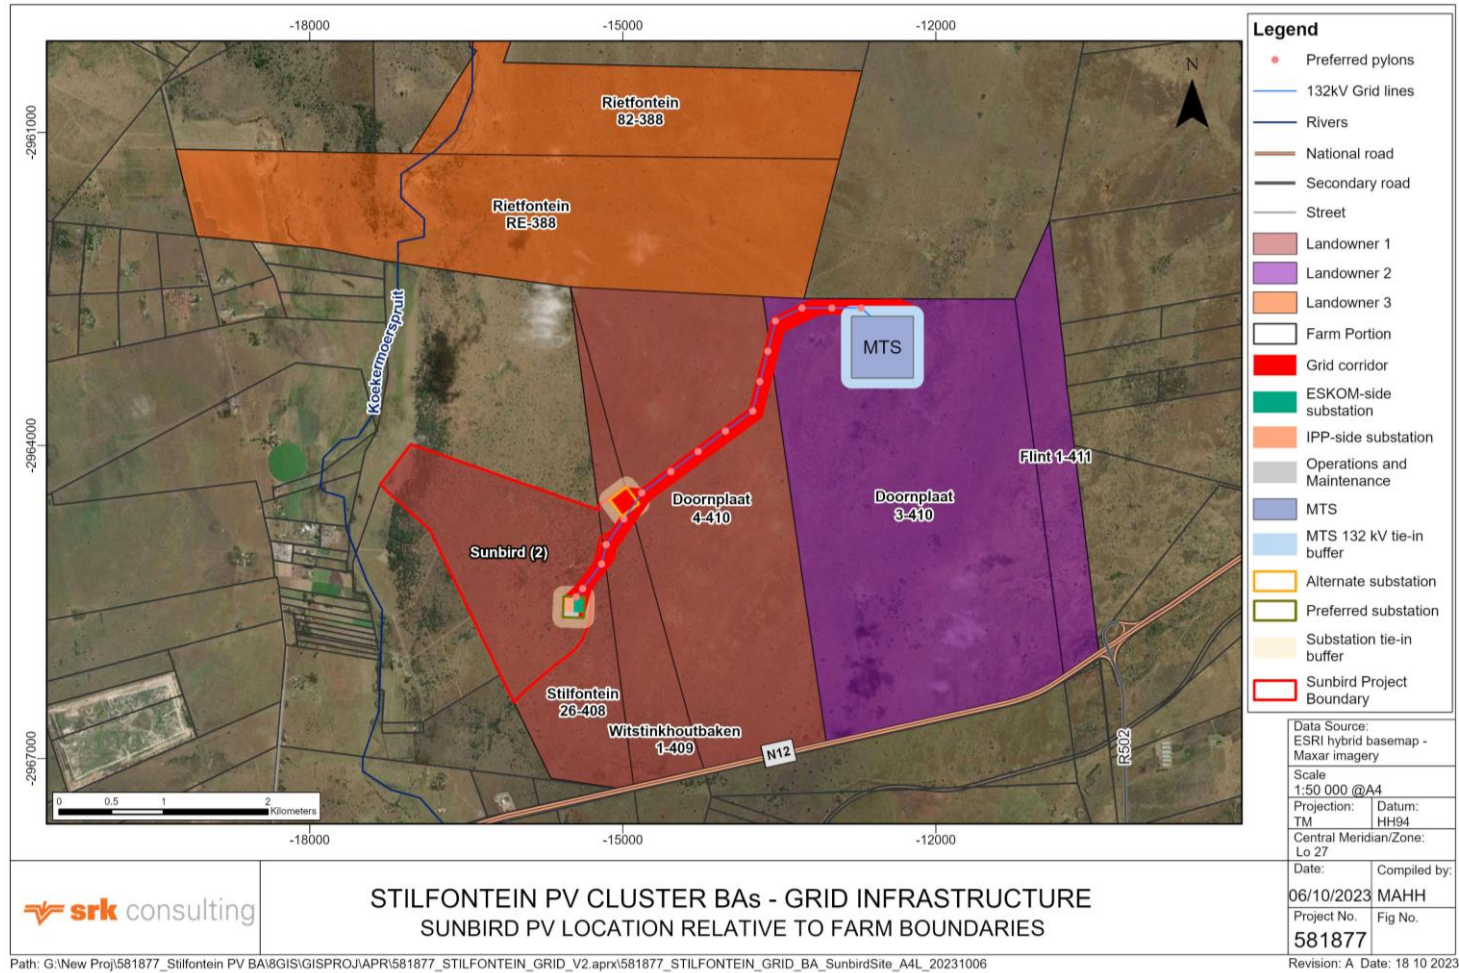 -18000
-15000
-12000
-2961000
-2964000
-2967000
Rietfontein
82-388
Rietfontein
RE-388
Koekermoerspruit
MTS
Doornplaat
4-410
Doornplaat
3-410
Flint 1-411
Sunbird (2)
Stilfontein
26-408
Witstinkhoutbaken
1-409
N12
R502
N
0 0.5 1 2
Kilometers
-18000
-15000
-12000
Legend
Preferred pylons
132kV Grid lines
Rivers
National road
Secondary road
Street
Landowner 1
Landowner 2
Landowner 3
Farm Portion
Grid corridor
ESKOM-side
substation
IPP-side substation
Operations and
Maintenance
MTS
MTS 132 kV tie-in
buffer
Alternate substation
Preferred substation
Substation tie-in
buffer
Sunbird Project
Boundary
Data Source:
ESRI hybrid basemap -
Maxar imagery
Scale
1:50 000 @A4
Projection: Datum:
TM HH94
Central Meridian/Zone:
Lo 27
Date: Compiled by:
06/10/2023 MAHH
Project No. Fig No.
581877
srk consulting
STILFONTEIN PV CLUSTER BAs - GRID INFRASTRUCTURE
SUNBIRD PV LOCATION RELATIVE TO FARM BOUNDARIES
Path: G:\New Proj\581877_Stilfontein PV BA\8GIS\GISPROJ\APR\581877_STILFONTEIN_GRID_V2.aprx\581877_STILFONTEIN_GRID_BA_SunbirdSite_A4L_20231006
Revision: A Date: 18 10 2023